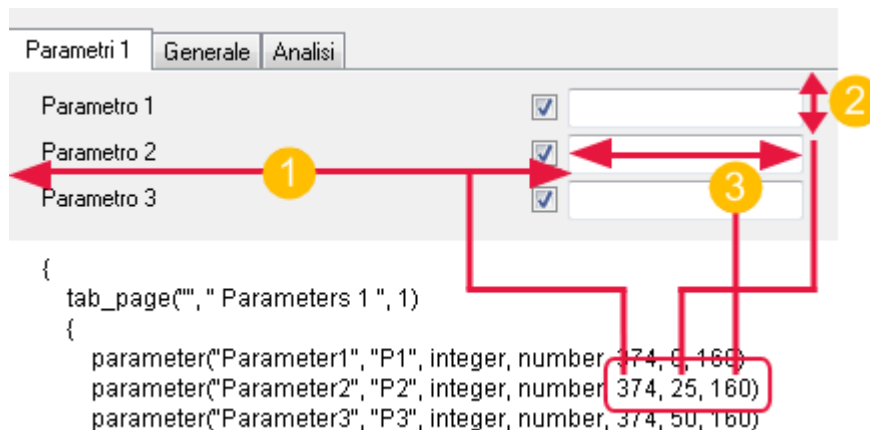 Parametri 1 Generale Analisi
Parametro 1
2
Parametro 2
1
3
Parametro 3
{
tab_page("", " Parameters 1 ", 1)
{
parameter("Parameter1", "P1", integer, number, 374, 0, 160)
parameter("Parameter2", "P2", integer, number, 374, 25, 160)
parameter("Parameter3", "P3", integer, number, 374, 50, 160)